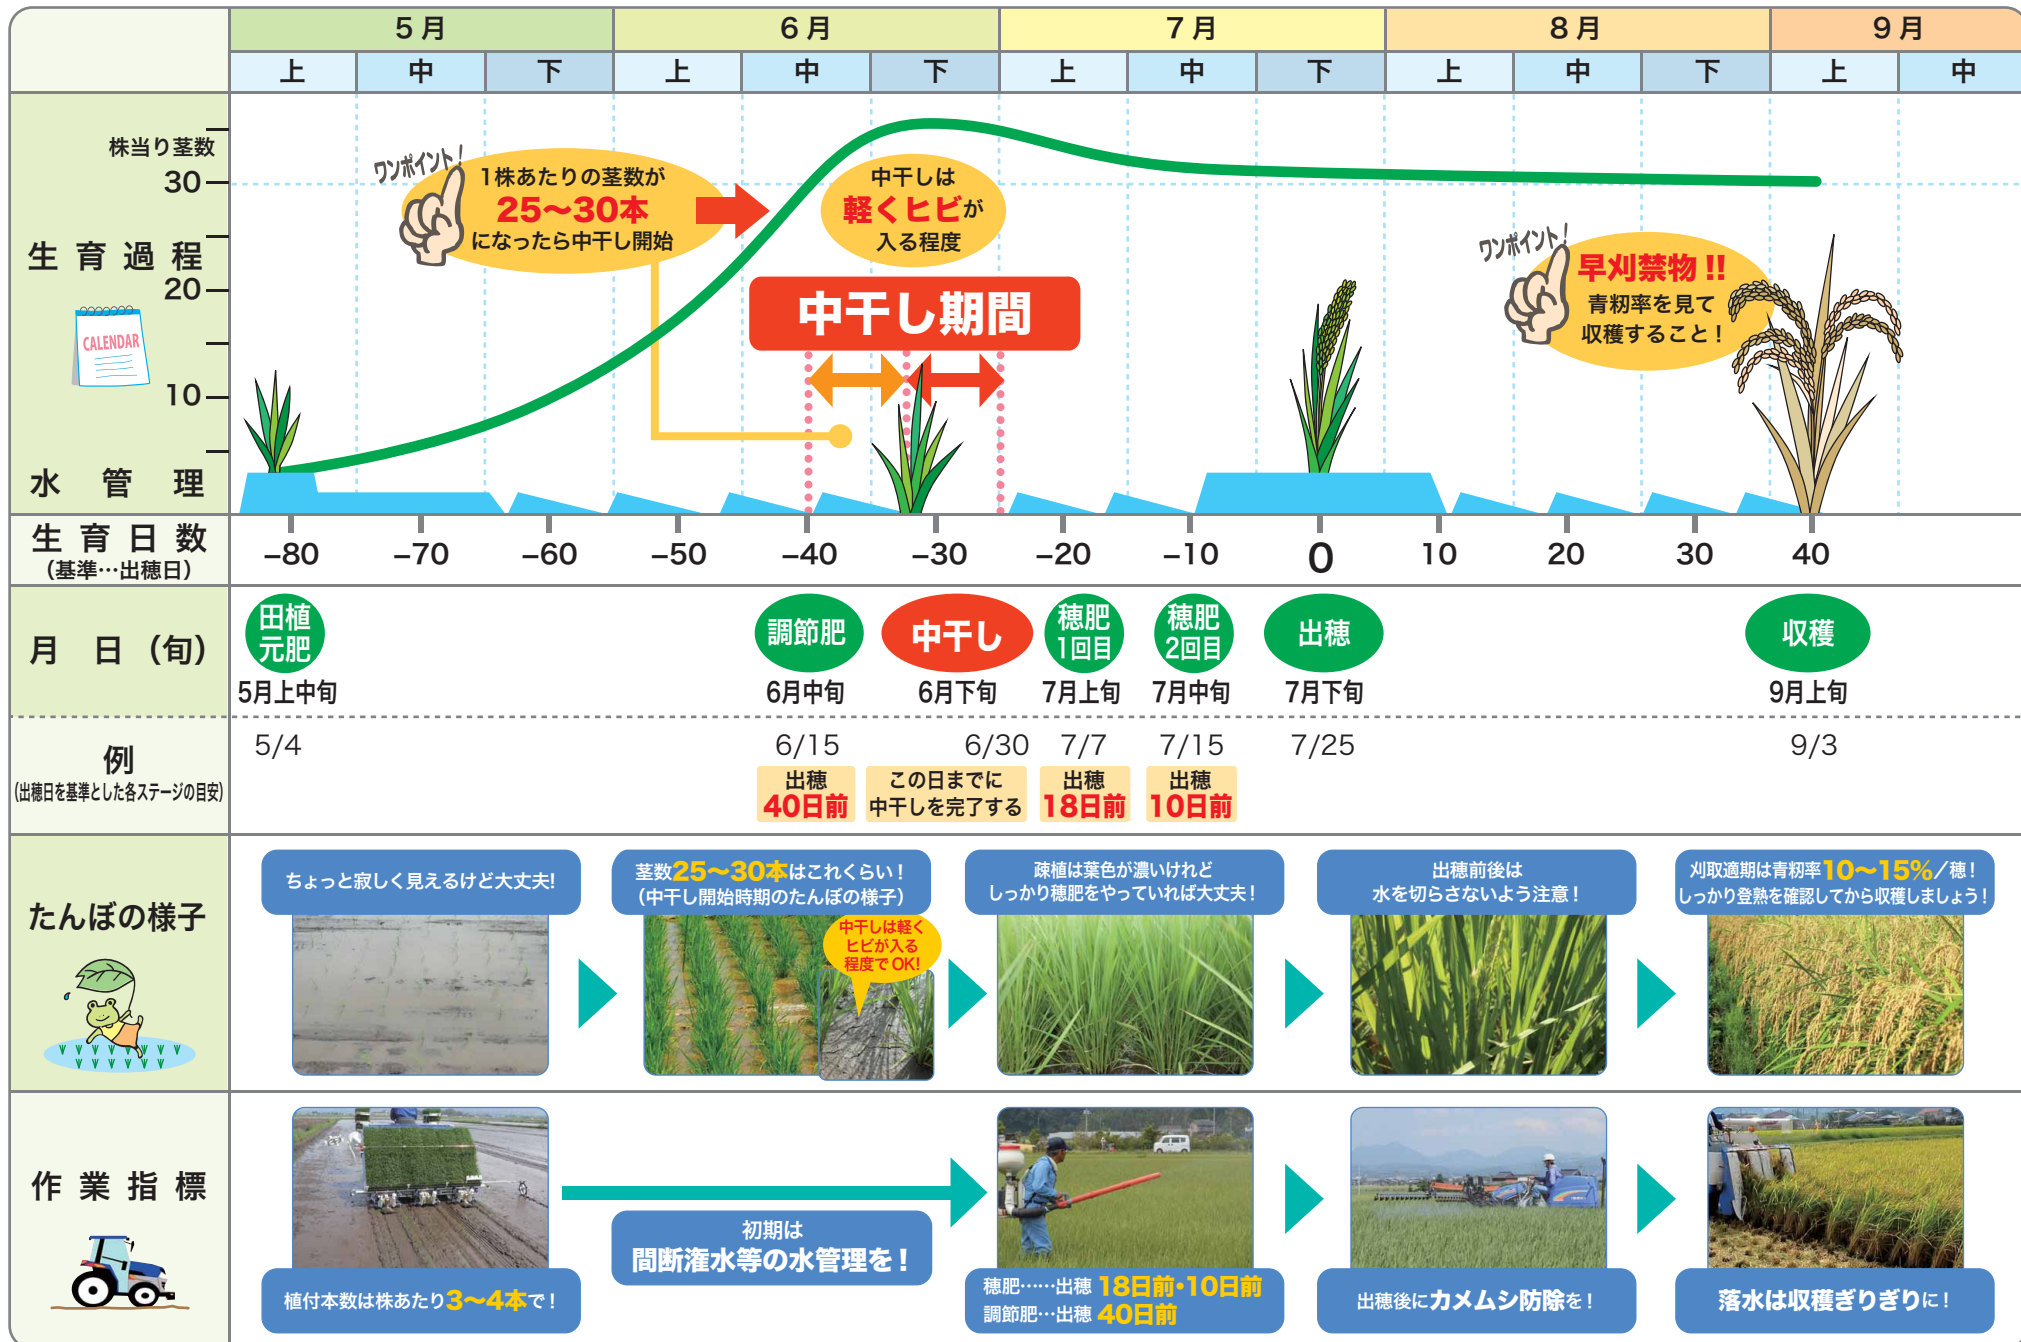 5月
6月
7月
8月
9月
上
中
下
上
中
下
上
中
下
上
中
下
上
中
生育過程
株当り茎数
30
20
10
CALENDAR
水管理
ワンポイント!
1株あたりの茎数が
25〜30本
になったら中干し開始
中干しは
軽くヒビが
入る程度
中干し期間
ワンポイント!
早刈禁物!!
青籾率を見て
収穫すること!
生育日数
(基準…出穂日)
–80
–70
–60
–50
–40
–30
–20
–10
0
10
20
30
40
月 日(旬)
田植
元肥
5月上中旬
調節肥
6月中旬
中干し
6月下旬
穂肥
1回目
7月上旬
穂肥
2回目
7月中旬
出穂
7月下旬
収穫
9月上旬
例
(出穂日を基準とした各ステージの目安)
5/4
6/15
出穂
40日前
6/30
この日までに
中干しを完了する
7/7
出穂
18日前
7/15
出穂
10日前
7/25
9/3
たんぼの様子
ちょっと寂しく見えるけど大丈夫!
茎数25〜30本はこれくらい!
(中干し開始時期のたんぼの様子)
中干しは軽く
ヒビが入る
程度でOK!
疎植は葉色が濃いけれど
しっかり穂肥をやっていれば大丈夫!
出穂前後は
水を切らさないよう注意!
刈取適期は青籾率10〜15%/穂!
しっかり登熟を確認してから収穫しましょう!
作業指標
植付本数は株あたり3〜4本で!
初期は
間断潅水等の水管理を!
穂肥……出穂 18日前・10日前
調節肥…出穂 40日前
出穂後にカメムシ防除を!
落水は収穫ぎりぎりに!